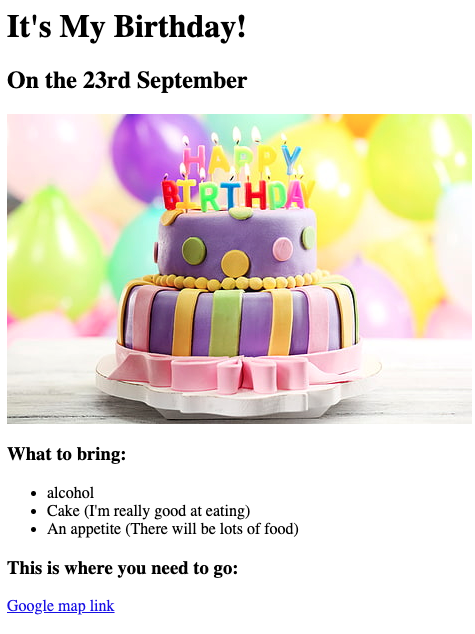 It's My Birthday!
On the 23rd September
HAPPY
BIRTHDAY
What to bring:
alcohol
Cake (I'm really good at eating)
An appetite (There will be lots of food)
This is where you need to go:
Google map link